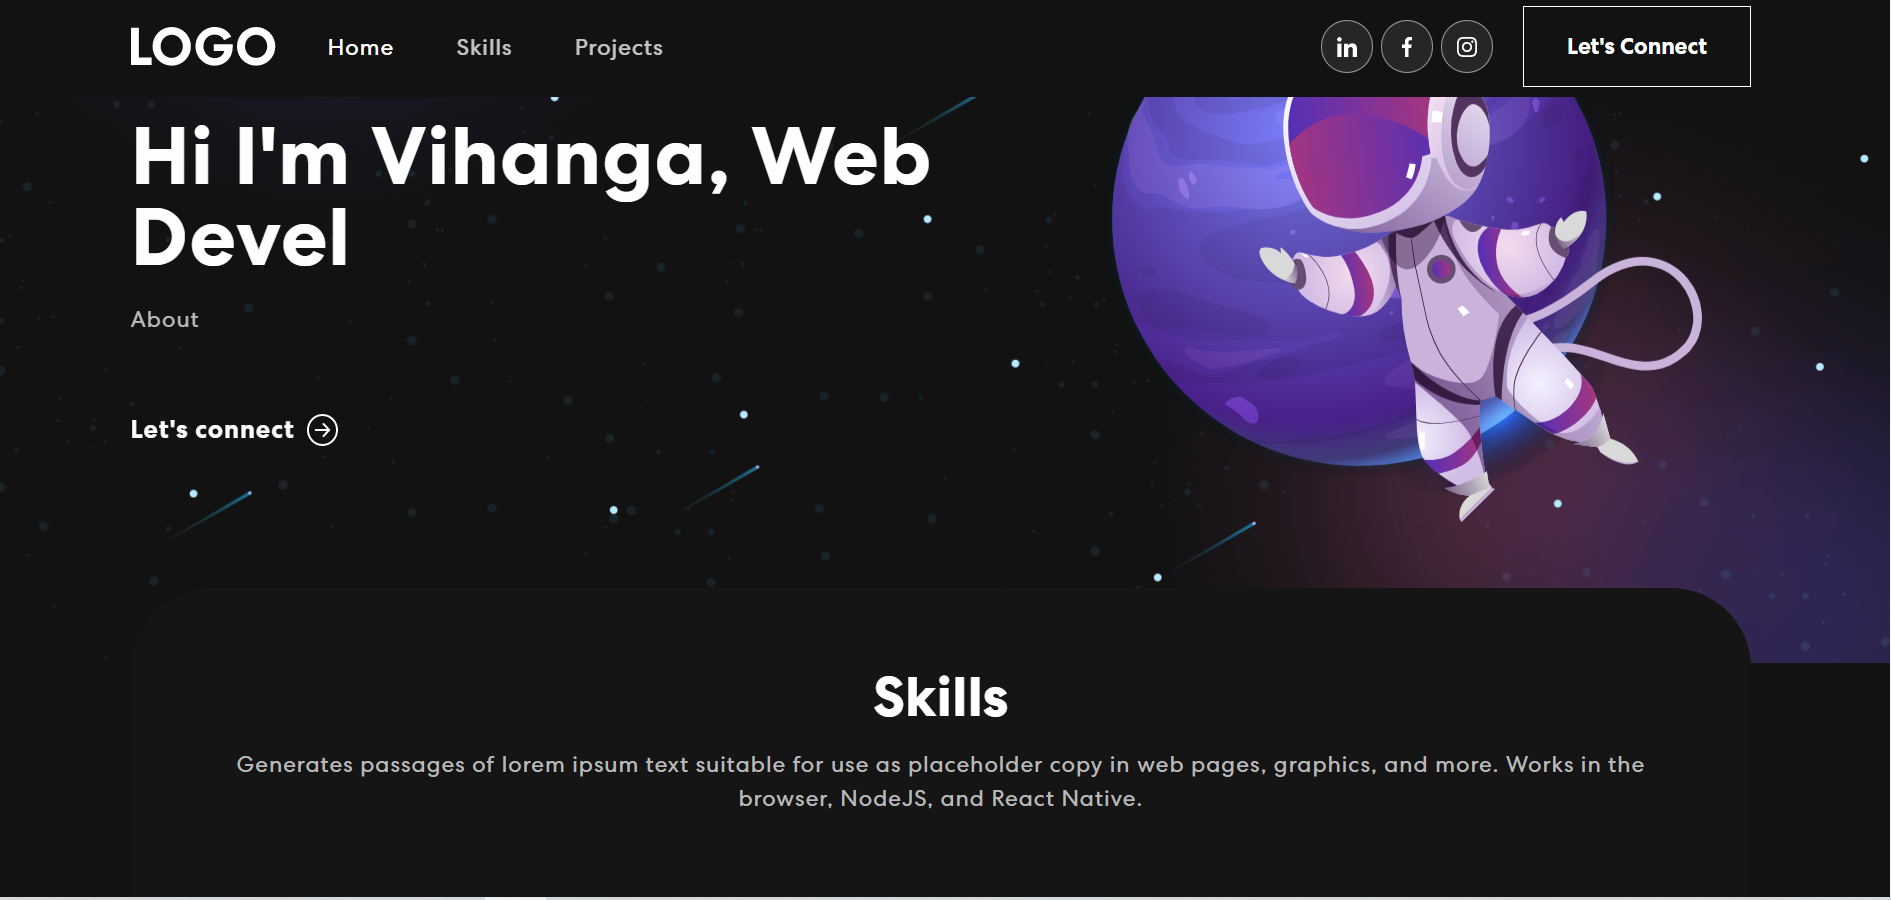 LOGO
Home
Skills
Projects
in
f
Let's Connect
Hi I'm Vihanga, Web
Devel
About
Let's connect
Skills
Generates passages of lorem ipsum text suitable for use as placeholder copy in web pages, graphics, and more. Works in the
browser, NodeJS, and React Native.